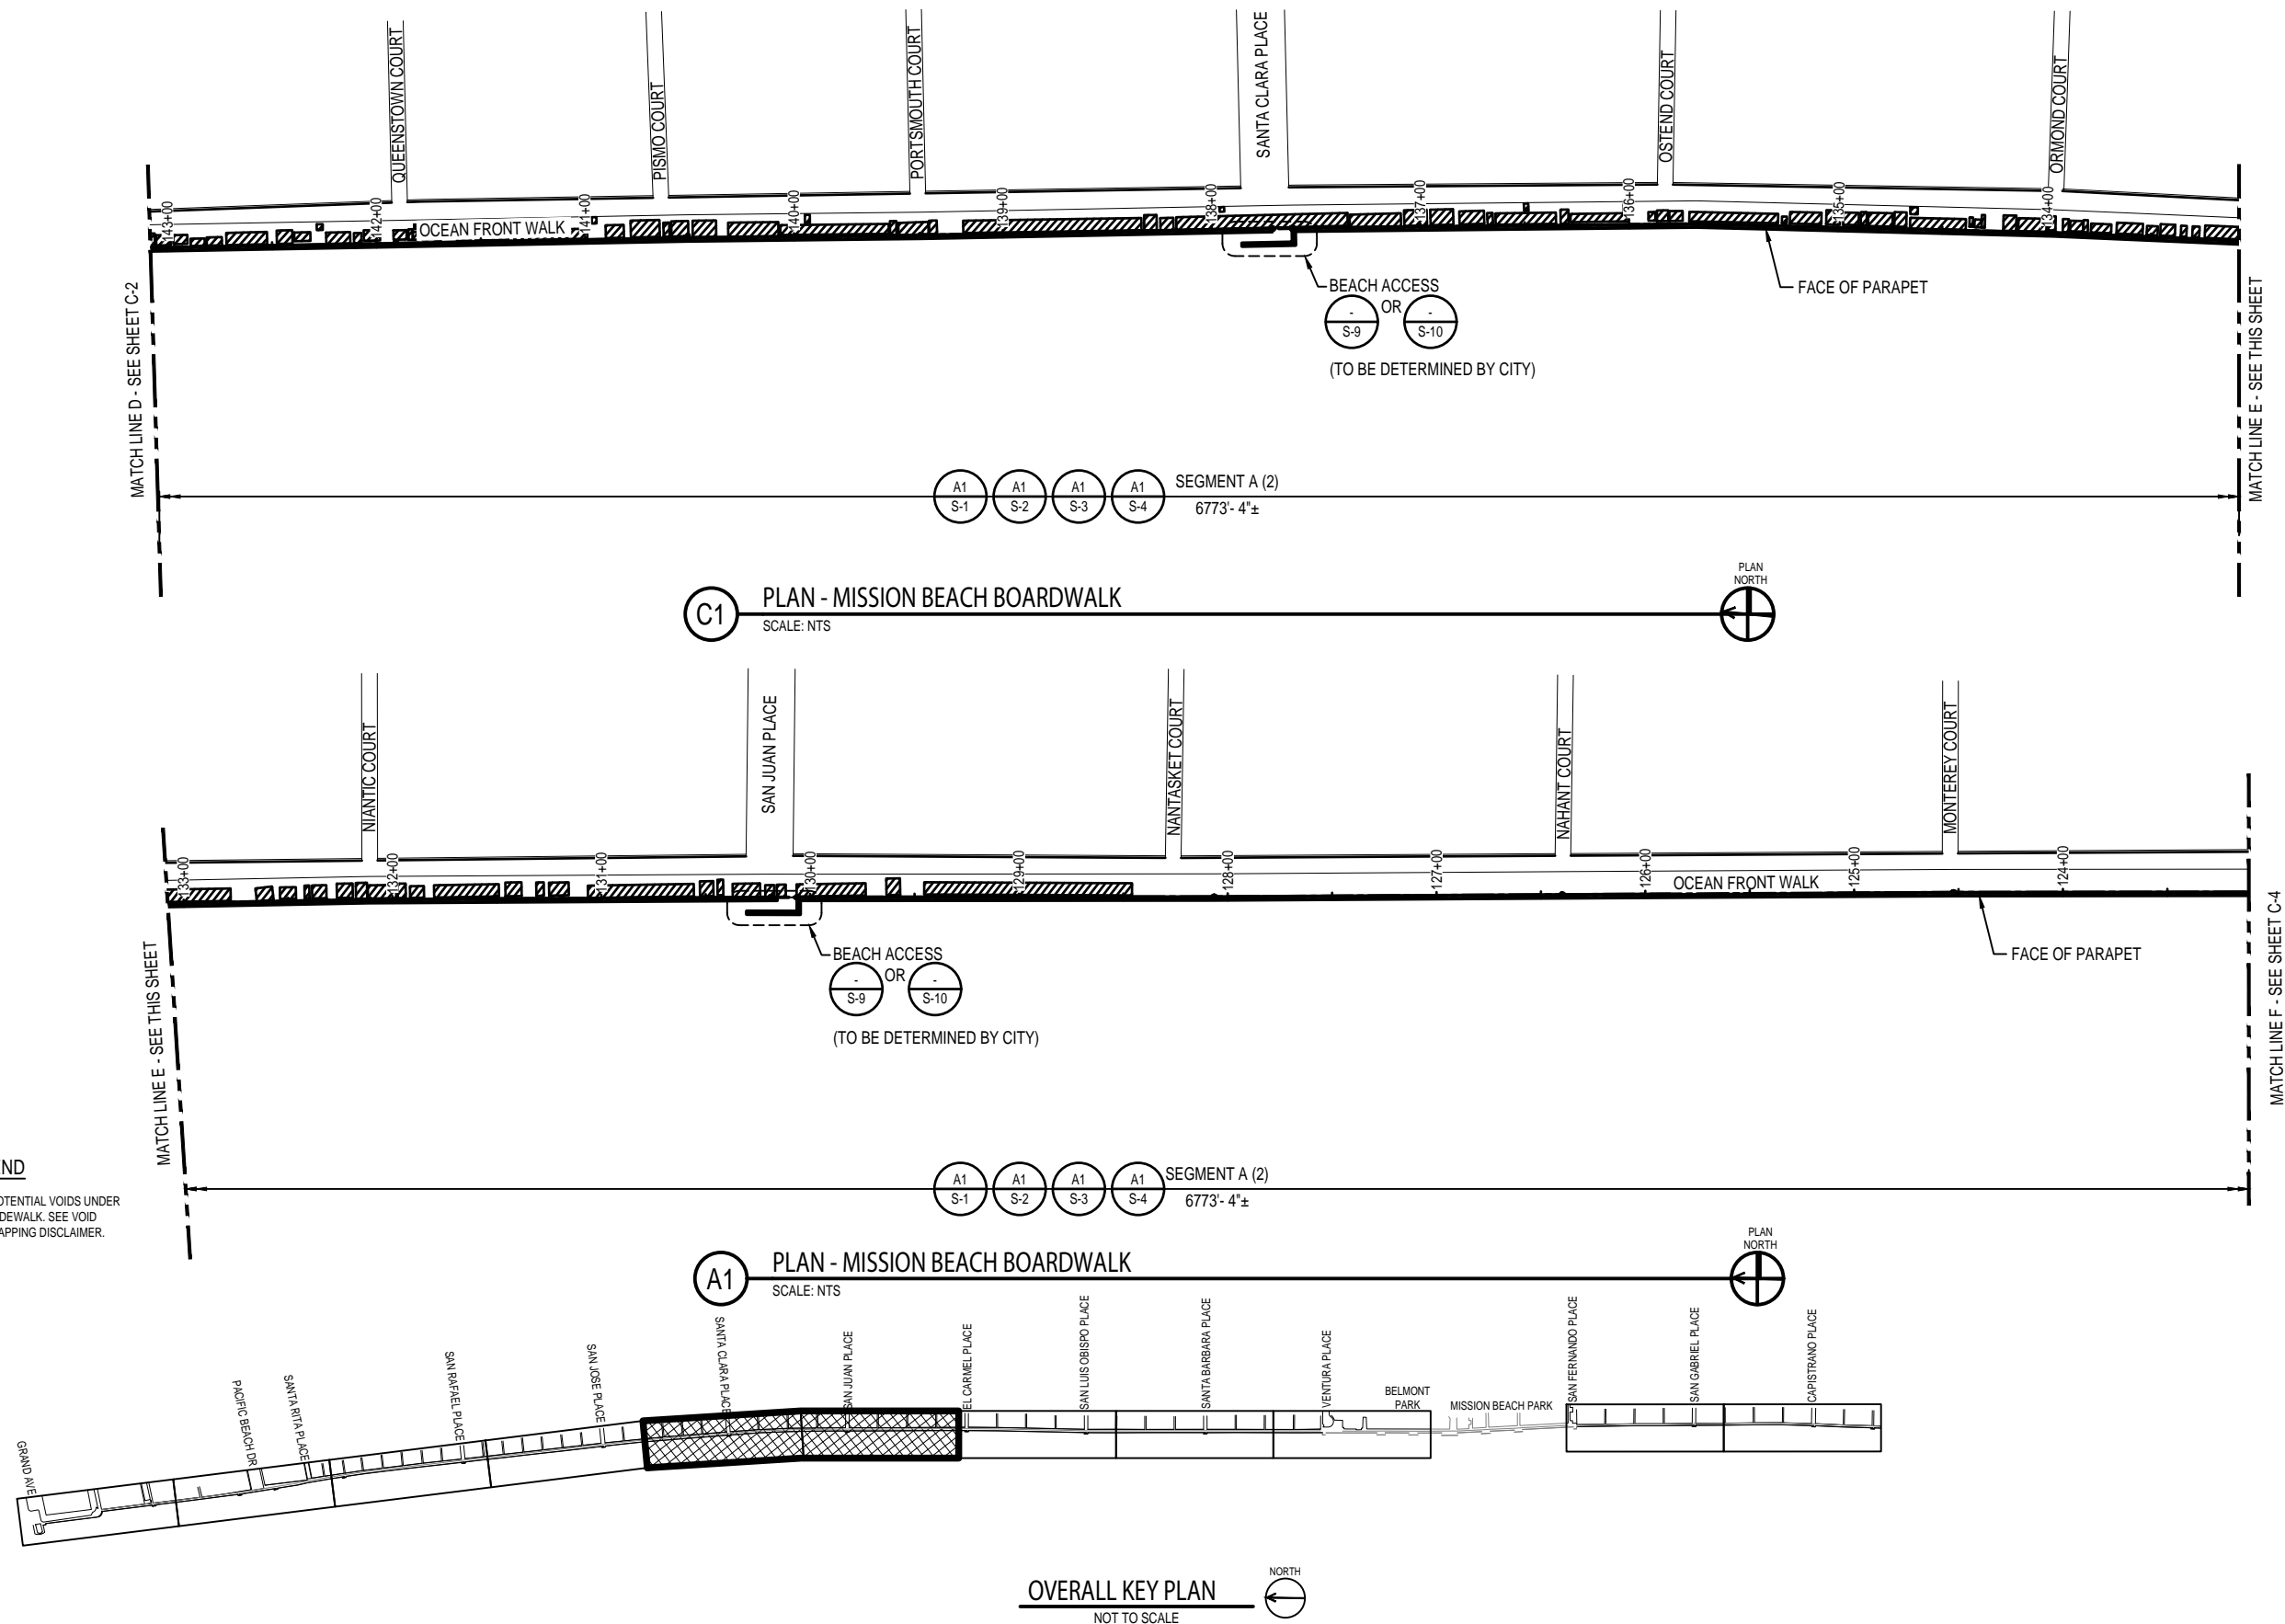 QUEENSTOWN COURT
PISMO COURT
PORTSMOUTH COURT
SANTA CLARA PLACE
OSTEND COURT
ORMOND COURT
143+00
142+00
141+00
140+00
139+00
138+00
137+00
136+00
135+00
134+00
OCEAN FRONT WALK
BEACH ACCESS
OR
-
S-9
-
S-10
(TO BE DETERMINED BY CITY)
FACE OF PARAPET
MATCH LINE D - SEE SHEET C-2
MATCH LINE E - SEE THIS SHEET
A1
S-1
A1
S-2
A1
S-3
A1
S-4
SEGMENT A (2)
6773'- 4"±
C1
PLAN - MISSION BEACH BOARDWALK
SCALE: NTS
PLAN
NORTH
NIANTIC COURT
SAN JUAN PLACE
NANTASKET COURT
NAHANT COURT
MONTEREY COURT
133+00
132+00
131+00
130+00
129+00
128+00
127+00
126+00
125+00
124+00
OCEAN FRONT WALK
BEACH ACCESS
OR
-
S-9
-
S-10
(TO BE DETERMINED BY CITY)
FACE OF PARAPET
MATCH LINE E - SEE THIS SHEET
MATCH LINE F - SEE SHEET C-4
END
OTENTIAL VOIDS UNDER
DEWALK. SEE VOID
APPING DISCLAIMER.
A1
S-1
A1
S-2
A1
S-3
A1
S-4
SEGMENT A (2)
6773'- 4"±
A1
PLAN - MISSION BEACH BOARDWALK
SCALE: NTS
PLAN
NORTH
GRAND AVE
PACIFIC BEACH DR
SANTA RITA PLACE
SAN RAFAEL PLACE
SAN JOSE PLACE
SANTA CLARA PLACE
SAN JUAN PLACE
EL CARMEL PLACE
SAN LUIS OBISPO PLACE
SANTA BARBARA PLACE
VENTURA PLACE
BELMONT
PARK
MISSION BEACH PARK
SAN FERNANDO PLACE
SAN GABRIEL PLACE
CAPISTRANO PLACE
OVERALL KEY PLAN
NOT TO SCALE
NORTH